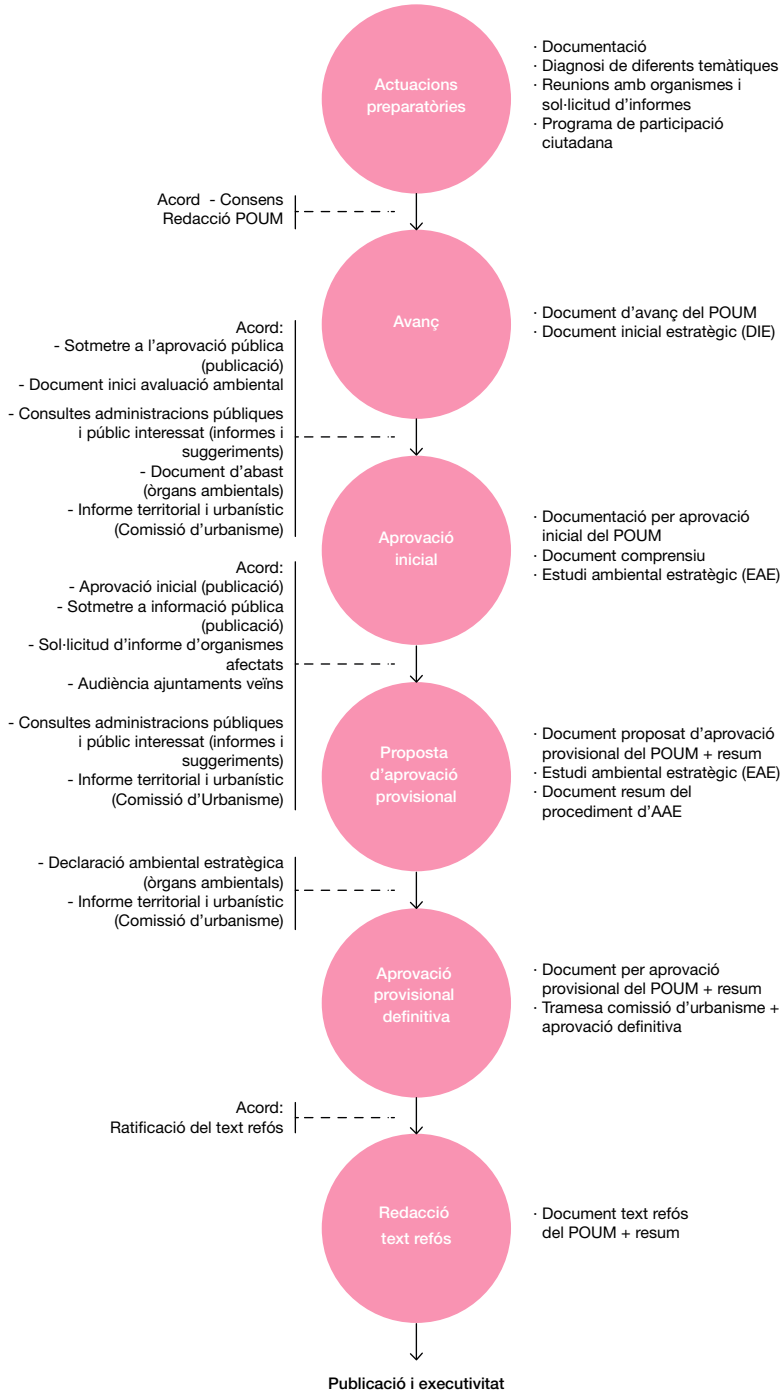 Actuacions
preparatòries
· Documentació
· Diagnosi de diferents temàtiques
· Reunions amb organismes i
sol·licitud d’informes
· Programa de participació
ciutadana
Acord - Consens
Redacció POUM
Avanç
· Document d’avanç del POUM
· Document inicial estratègic (DIE)
Acord:
- Sotmetre a l’aprovació pública
(publicació)
- Document inici avaluació ambiental
- Consultes administracions públiques
i públic interessat (informes i
suggeriments)
- Document d’abast
(òrgans ambientals)
- Informe territorial i urbanístic
(Comissió d’urbanisme)
Aprovació
inicial
· Documentació per aprovació
inicial del POUM
· Document comprensiu
· Estudi ambiental estratègic (EAE)
Acord:
- Aprovació inicial (publicació)
- Sotmetre a informació pública
(publicació)
- Sol·licitud d’informe d’organismes
afectats
- Audiència ajuntaments veïns
- Consultes administracions públiques
i públic interessat (informes i
suggeriments)
- Informe territorial i urbanístic
(Comissió d’Urbanisme)
Proposta
d’aprovació
provisional
· Document proposat d’aprovació
provisional del POUM + resum
· Estudi ambiental estratègic (EAE)
· Document resum del
procediment d’AAE
- Declaració ambiental estratègica
(òrgans ambientals)
- Informe territorial i urbanístic
(Comissió d’urbanisme)
Aprovació
provisional
definitiva
· Document per aprovació
provisional del POUM + resum
· Tramesa comissió d’urbanisme +
aprovació definitiva
Acord:
Ratificació del text refós
Redacció
text refós
· Document text refós
del POUM + resum
Publicació i executivitat